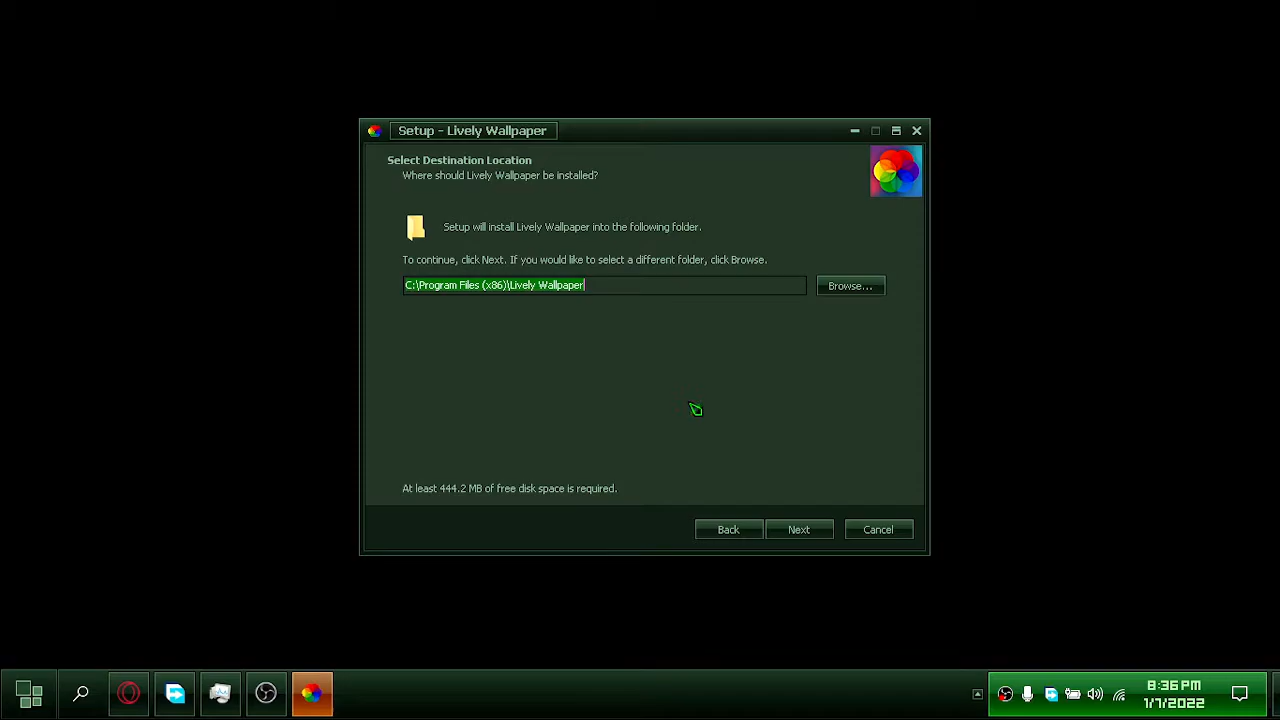 Setup - Lively Wallpaper
Select Destination Location
Where should Lively Wallpaper be installed?
Setup will install Lively Wallpaper into the following folder.
To continue, click Next. If you would like to select a different folder, click Browse.
C:\Program Files (x86)\Lively Wallpaper
Browse...
At least 444.2 MB of free disk space is required.
Back
Next
Cancel
8:36 PM
1/7/2022